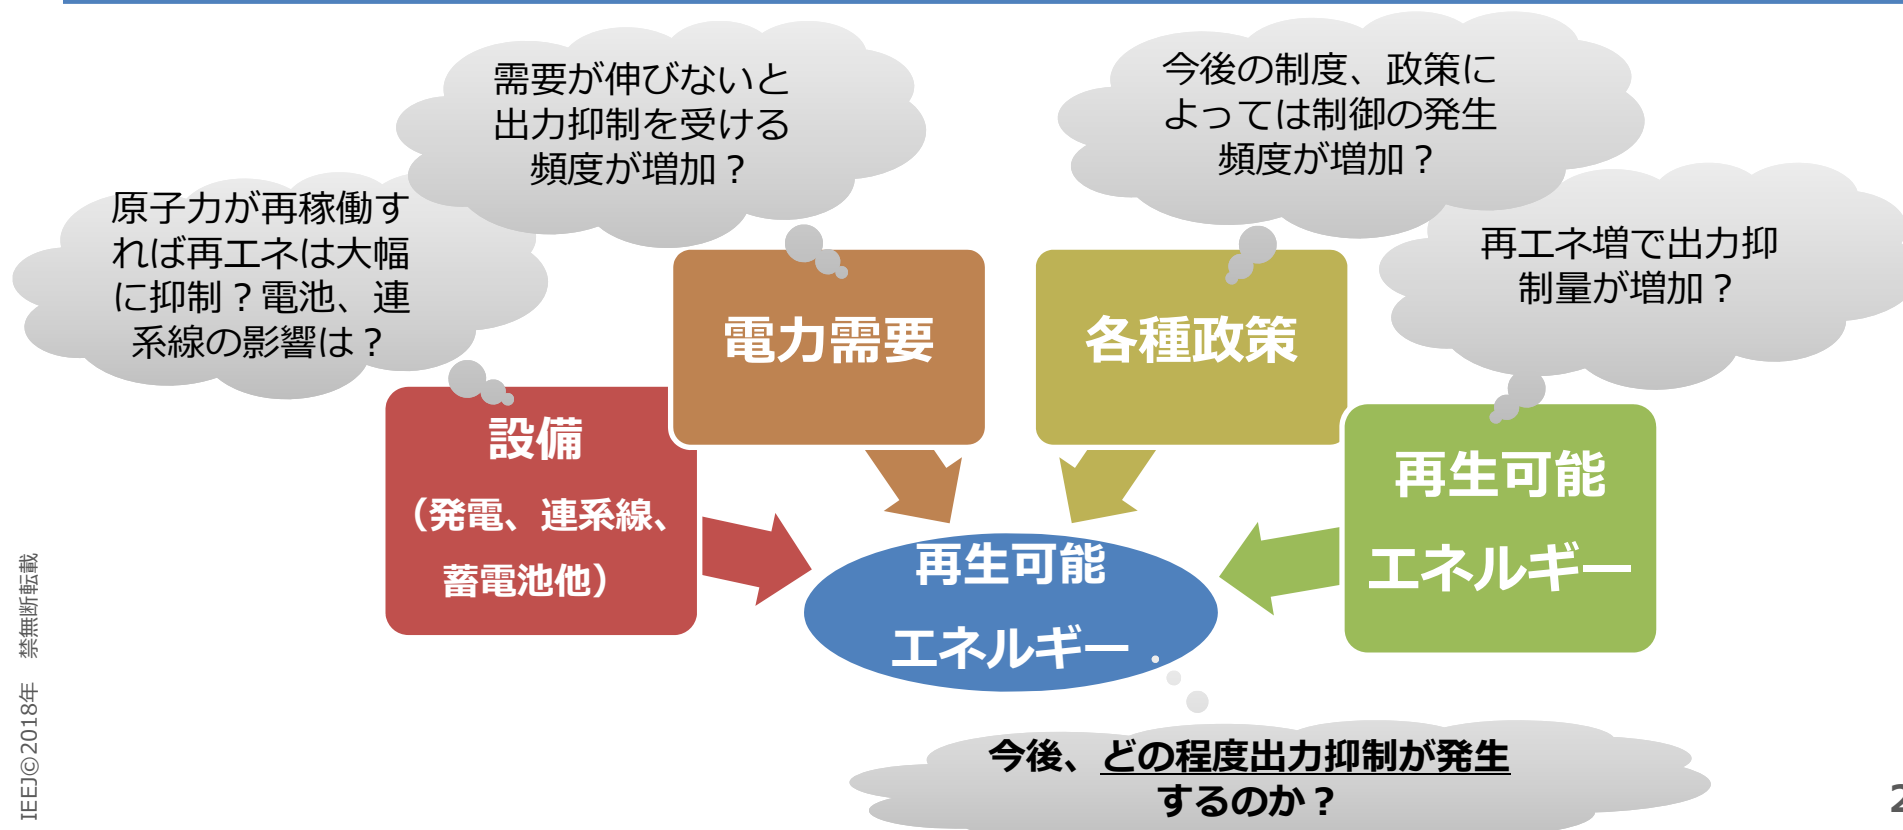 需要が伸びないと
出力抑制を受ける
頻度が増加？
今後の制度、政策に
よっては制御の発生
頻度が増加？
原子力が再稼働す
れば再エネは大幅
に抑制？電池、連
系線の影響は？
再エネ増で出力抑
制量が増加？
電力需要
各種政策
設備
（発電、連系線、
蓄電池他）
再生可能
エネルギー
再生可能
エネルギー
今後、どの程度出力抑制が発生
するのか？
IEEJ©2018年　禁無断転載
2